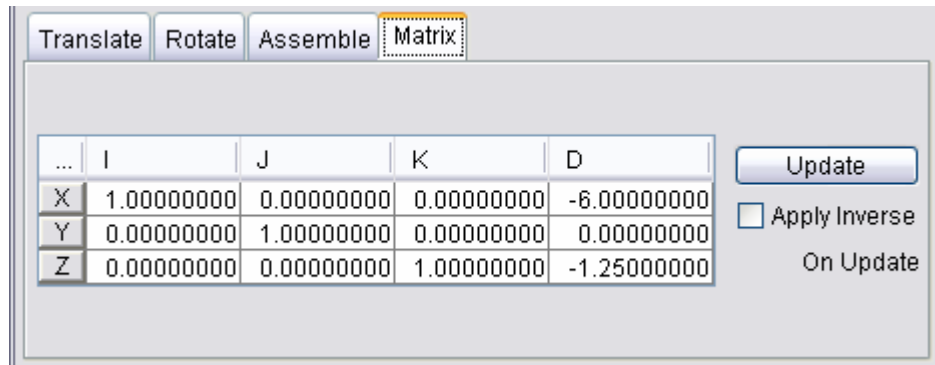 Translate Rotate Assemble Matrix
... I J K D
X 1.00000000 0.00000000 0.00000000 -6.00000000
Y 0.00000000 1.00000000 0.00000000 0.00000000
Z 0.00000000 0.00000000 1.00000000 -1.25000000
Update
Apply Inverse
On Update